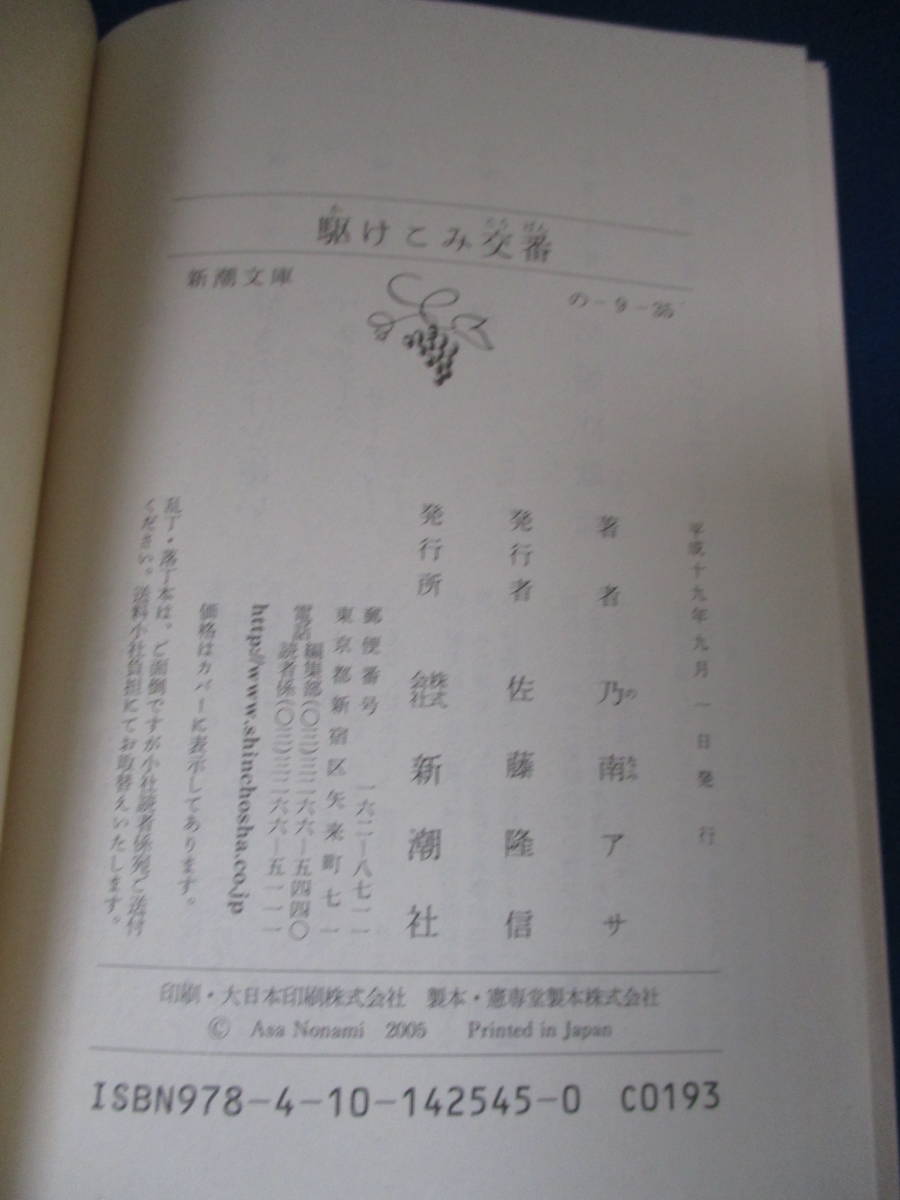 駆けこみ交番
新潮文庫
の-9-35
平成十九年九月一日発行
著者 乃南アサ
発行者 佐藤隆信
発行所 株式会社 新潮社
郵便番号 一六二―八七一一
東京都新宿区矢来町七一
電話 編集部(〇三)三二六六―五四四〇
読者係(〇三)三二六六―五一一一
http://www.shinchosha.co.jp
価格はカバーに表示してあります。
乱丁・落丁本は、ご面倒ですが小社読者係宛ご送付
ください。送料小社負担にてお取替えいたします。
印刷・大日本印刷株式会社 製本・憲専堂製本株式会社
© Asa Nonami 2005 Printed in Japan
ISBN978-4-10-142545-0 C0193